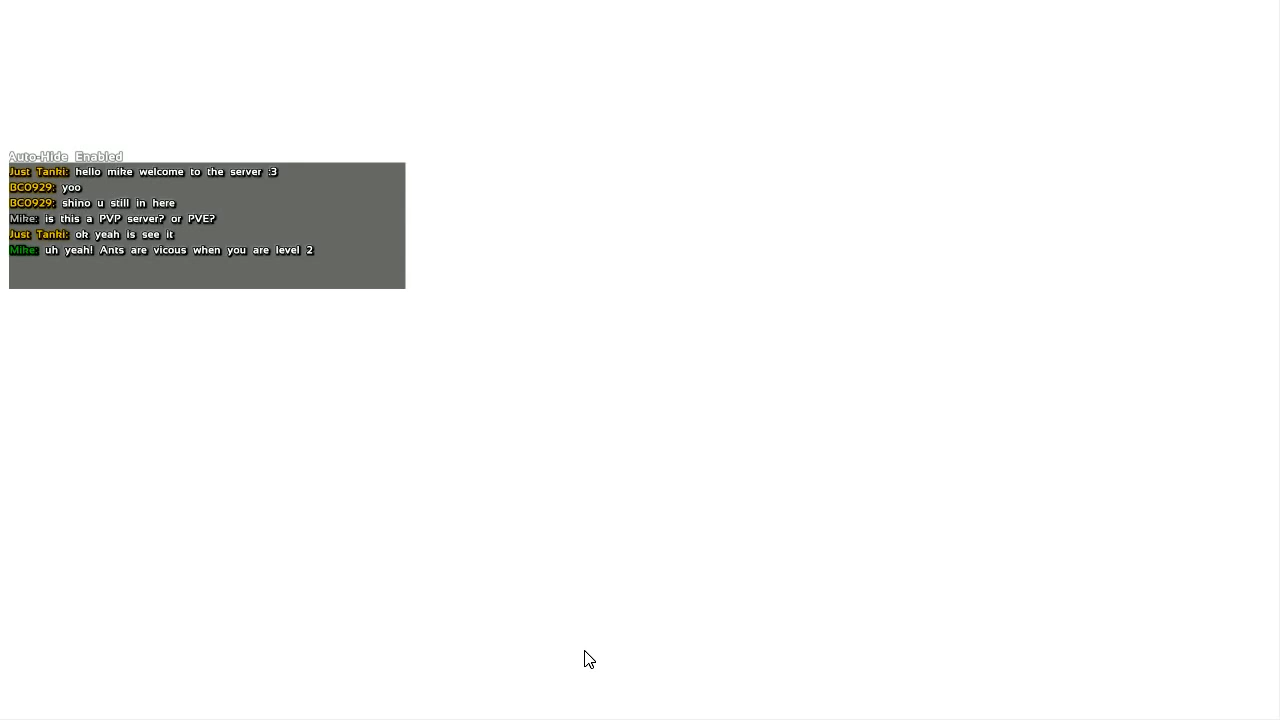 Auto-Hide Enabled
Just Tanki: hello mike welcome to the server :3
BC0929: yoo
BC0929: shino u still in here
Mike: is this a PVP server? or PVE?
Just Tanki: ok yeah is see it
Mike: uh yeah! Ants are vicous when you are level 2